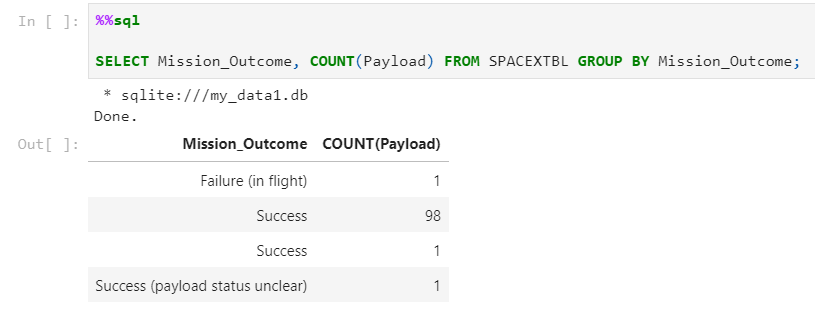 In [ ]: %%sql
SELECT Mission_Outcome, COUNT(Payload) FROM SPACEXTBL GROUP BY Mission_Outcome;
* sqlite:///my_data1.db
Done.
Out[ ]: Mission_Outcome COUNT(Payload)
Failure (in flight) 1
Success 98
Success 1
Success (payload status unclear) 1